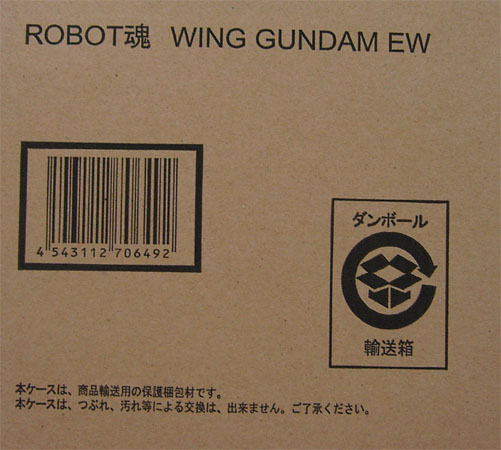 ROBOT魂 WING GUNDAM EW
4 543112 706492
ダンボール
輸送箱
本ケースは、商品輸送用の保護梱包材です。
本ケースは、つぶれ、汚れ等による交換は、出来ません。ご了承ください。